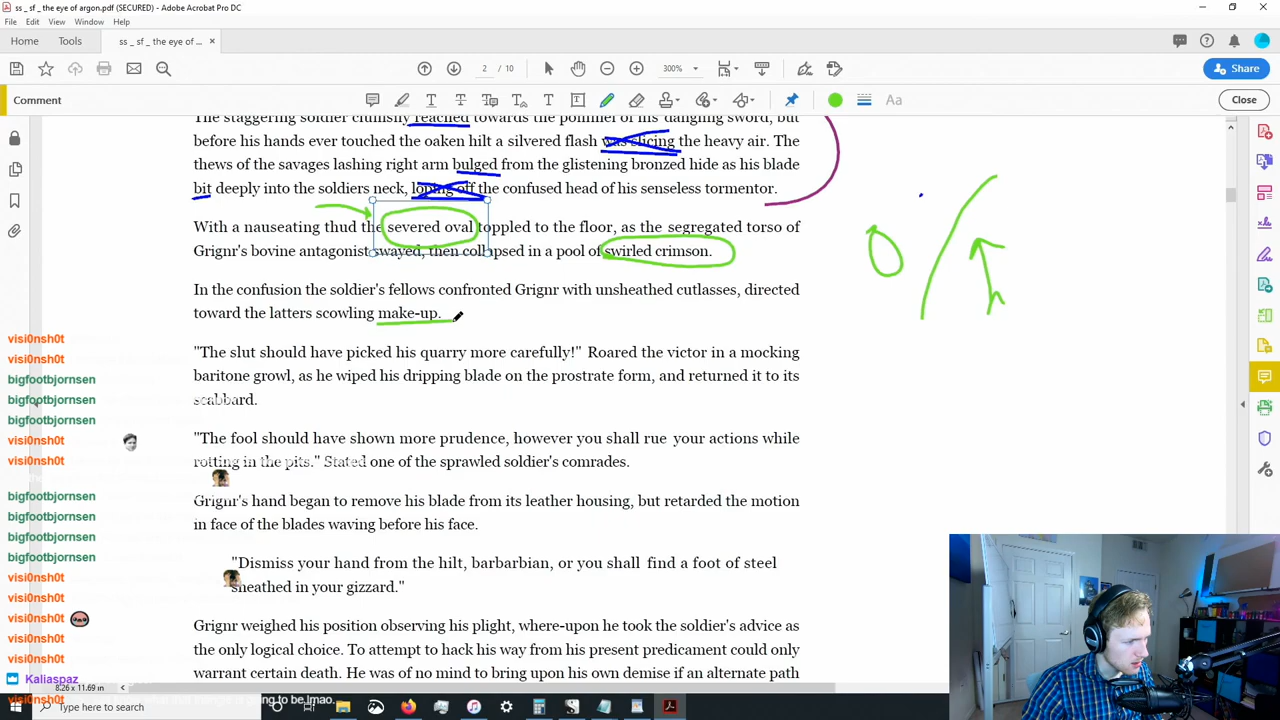 ss _ sf _ the eye of argon.pdf (SECURED) - Adobe Acrobat Pro DC
File Edit View Window Help
Home Tools ss _ sf _ the eye of ... ×
2 / 10 300% Share
Comment Aa Close
The staggering soldier clumsily reached towards the pommel of his dangling sword, but
before his hands ever touched the oaken hilt a silvered flash was slicing the heavy air. The
thews of the savages lashing right arm bulged from the glistening bronzed hide as his blade
bit deeply into the soldiers neck, loping off the confused head of his senseless tormentor.
With a nauseating thud the severed oval toppled to the floor, as the segregated torso of
Grignr's bovine antagonist swayed, then collapsed in a pool of swirled crimson.
In the confusion the soldier's fellows confronted Grignr with unsheathed cutlasses, directed
toward the latters scowling make-up.
"The slut should have picked his quarry more carefully!" Roared the victor in a mocking
baritone growl, as he wiped his dripping blade on the prostrate form, and returned it to its
scabbard.
"The fool should have shown more prudence, however you shall rue your actions while
rotting in the pits." Stated one of the sprawled soldier's comrades.
Grignr's hand began to remove his blade from its leather housing, but retarded the motion
in face of the blades waving before his face.
"Dismiss your hand from the hilt, barbarbian, or you shall find a foot of steel
sheathed in your gizzard."
Grignr weighed his position observing his plight, where-upon he took the soldier's advice as
the only logical choice. To attempt to hack his way from his present predicament could only
warrant certain death. He was of no mind to bring upon his own demise if an alternate path
visi0nsh0t
visi0nsh0t
bigfootbjornsen
bigfootbjornsen
bigfootbjornsen
visi0nsh0t
visi0nsh0t
bigfootbjornsen
bigfootbjornsen
bigfootbjornsen
bigfootbjornsen
visi0nsh0t
visi0nsh0t
visi0nsh0t
visi0nsh0t
visi0nsh0t
Kaliaspaz
visi0nsh0t going to be lmao.
8.26 x 11.69 in
Type here to search